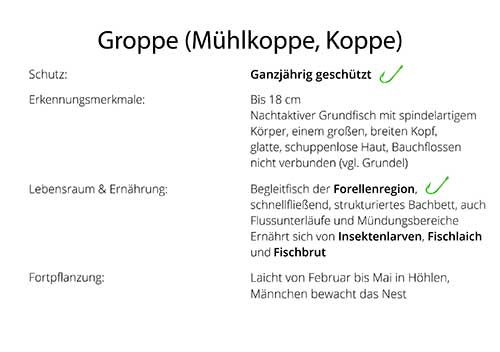 Groppe (Mühlkoppe, Koppe)
Schutz: Ganzjährig geschützt
Erkennungsmerkmale: Bis 18 cm
Nachtaktiver Grundfisch mit spindelartigem
Körper, einem großen, breiten Kopf,
glatte, schuppenlose Haut, Bauchflossen
nicht verbunden (vgl. Grundel)
Lebensraum & Ernährung: Begleitfisch der Forellenregion,
schnellfließend, strukturiertes Bachbett, auch
Flussunterläufe und Mündungsbereiche
Ernährt sich von Insektenlarven, Fischlaich
und Fischbrut
Fortpflanzung: Laicht von Februar bis Mai in Höhlen,
Männchen bewacht das Nest